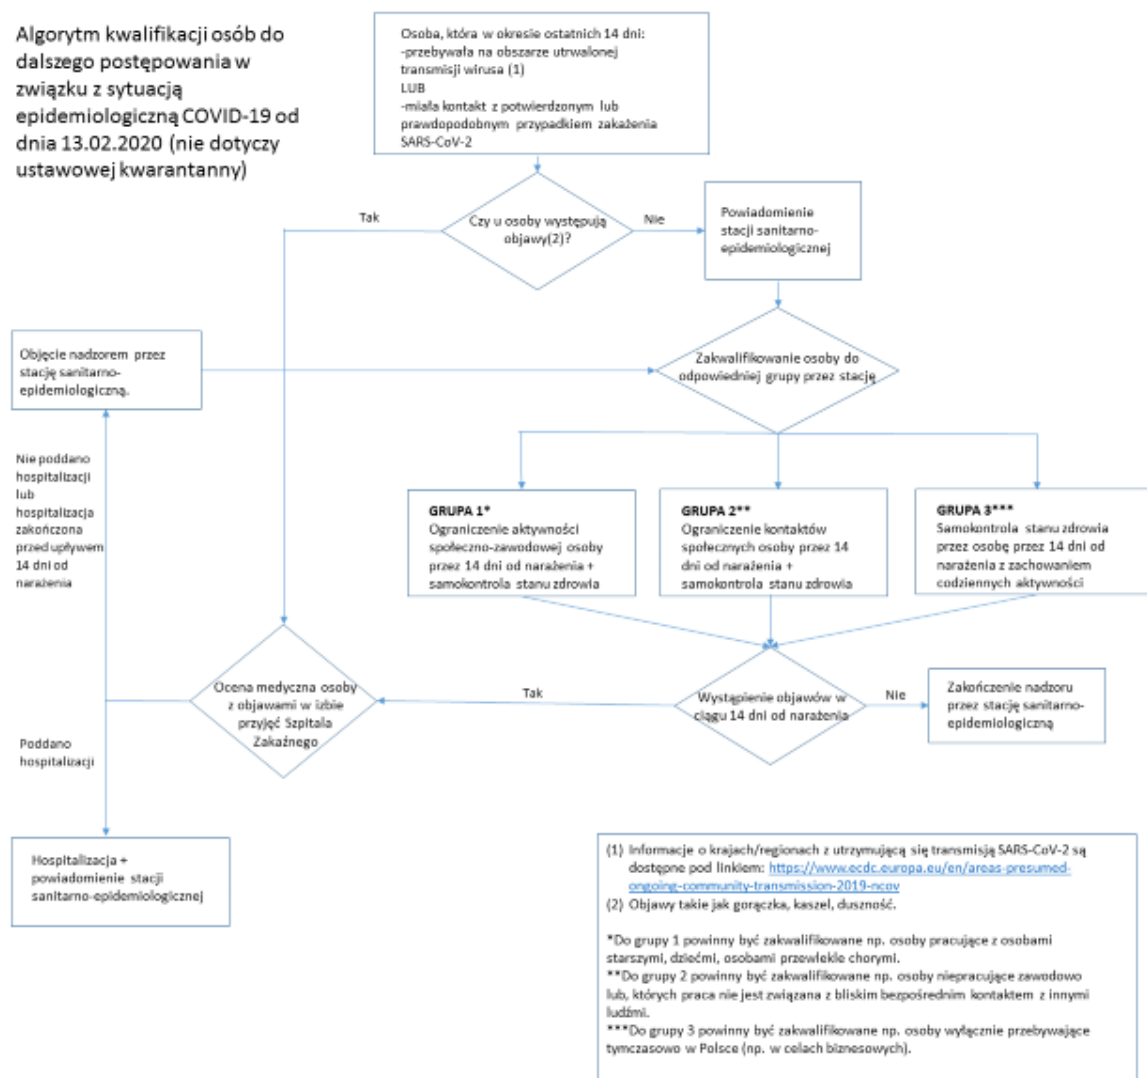 Algorytm kwalifikacji osób do
dalszego postępowania w
związku z sytuacją
epidemiologiczną COVID-19 od
dnia 13.02.2020 (nie dotyczy
ustawowej kwarantanny)
Osoba, która w okresie ostatnich 14 dni:
-przebywała na obszarze utrwalonej
transmisji wirusa (1)
LUB
-miała kontakt z potwierdzonym lub
prawdopodobnym przypadkiem zakażenia
SARS-CoV-2
Tak
Czy u osoby występują
objawy(2)?
Nie
Powiadomienie
stacji sanitarno-
epidemiologicznej
Objęcie nadzorem przez
stację sanitarno-
epidemiologiczną.
Zakwalifikowanie osoby do
odpowiedniej grupy przez stację
Nie poddano
hospitalizacji
lub
hospitalizacja
zakończona
przed upływem
14 dni od
narażenia
GRUPA 1*
Ograniczenie aktywności
społeczno-zawodowej osoby
przez 14 dni od narażenia +
samokontrola stanu zdrowia
GRUPA 2**
Ograniczenie kontaktów
społecznych osoby przez 14
dni od narażenia +
samokontrola stanu zdrowia
GRUPA 3***
Samokontrola stanu zdrowia
przez osobę przez 14 dni od
narażenia z zachowaniem
codziennych aktywności
Ocena medyczna osoby
z objawami w izbie
przyjęć Szpitala
Zakaźnego
Tak
Wystąpienie objawów w
ciągu 14 dni od narażenia
Nie
Zakończenie nadzoru
przez stację sanitarno-
epidemiologiczną
Poddano
hospitalizacji
Hospitalizacja +
powiadomienie stacji
sanitarno-epidemiologicznej
(1) Informacje o krajach/regionach z utrzymującą się transmisją SARS-CoV-2 są
dostępne pod linkiem: https://www.ecdc.europa.eu/en/areas-presumed-
ongoing-community-transmission-2019-ncov
(2) Objawy takie jak gorączka, kaszel, duszność.
*Do grupy 1 powinny być zakwalifikowane np. osoby pracujące z osobami
starszymi, dziećmi, osobami przewlekle chorymi.
**Do grupy 2 powinny być zakwalifikowane np. osoby niepracujące zawodowo
lub, których praca nie jest związana z bliskim bezpośrednim kontaktem z innymi
ludźmi.
***Do grupy 3 powinny być zakwalifikowane np. osoby wyłącznie przebywające
tymczasowo w Polsce (np. w celach biznesowych).